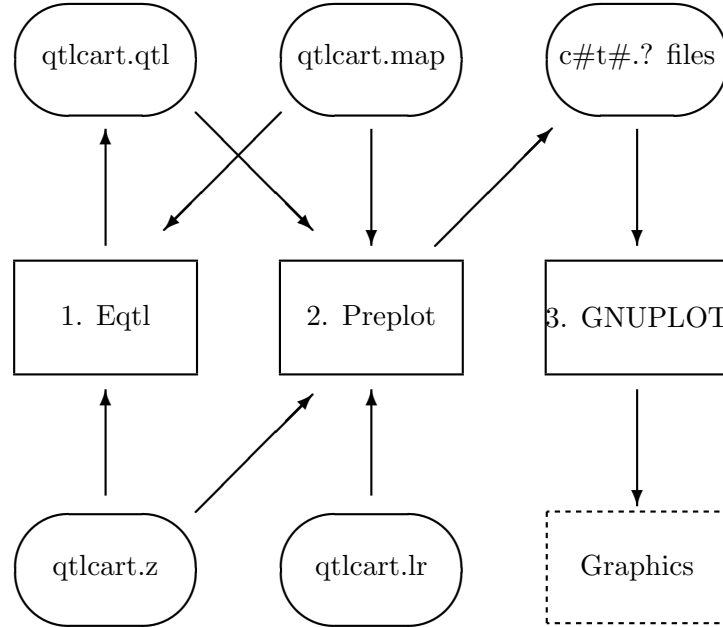 qtlcart.qtl
qtlcart.map
c#t#.? files
1. Eqtl
2. Preplot
3. GNUPLOT
qtlcart.z
qtlcart.lr
Graphics